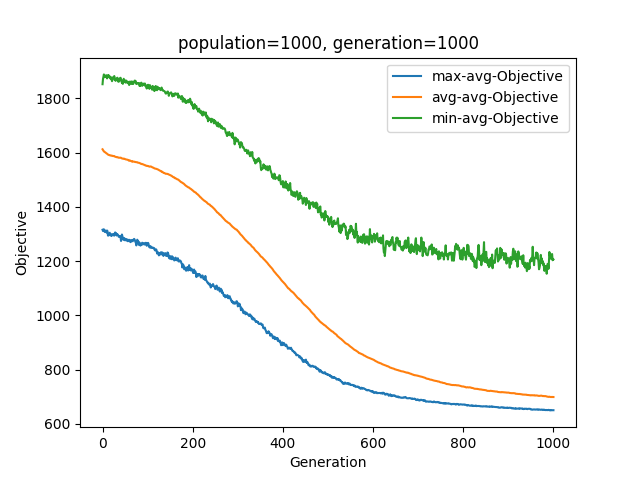 population=1000, generation=1000
max-avg-Objective
avg-avg-Objective
min-avg-Objective
Objective
1800
1600
1400
1200
1000
800
600
0 200 400 600 800 1000
Generation